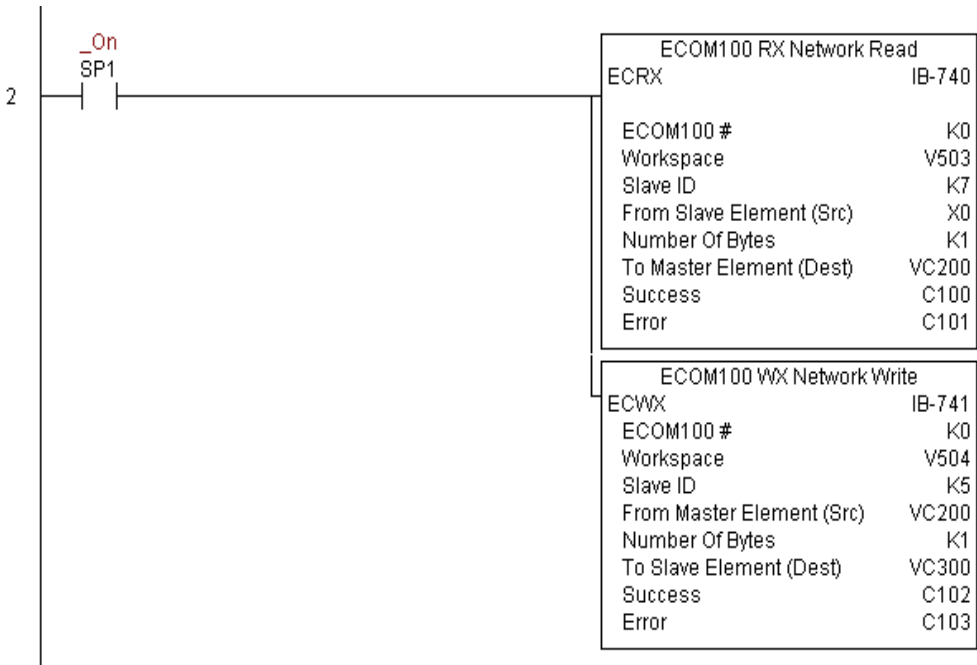 _On
SP1
2
ECOM100 RX Network Read
ECRX IB-740
ECOM100 # K0
Workspace V503
Slave ID K7
From Slave Element (Src) X0
Number Of Bytes K1
To Master Element (Dest) VC200
Success C100
Error C101
ECOM100 WX Network Write
ECWX IB-741
ECOM100 # K0
Workspace V504
Slave ID K5
From Master Element (Src) VC200
Number Of Bytes K1
To Slave Element (Dest) VC300
Success C102
Error C103